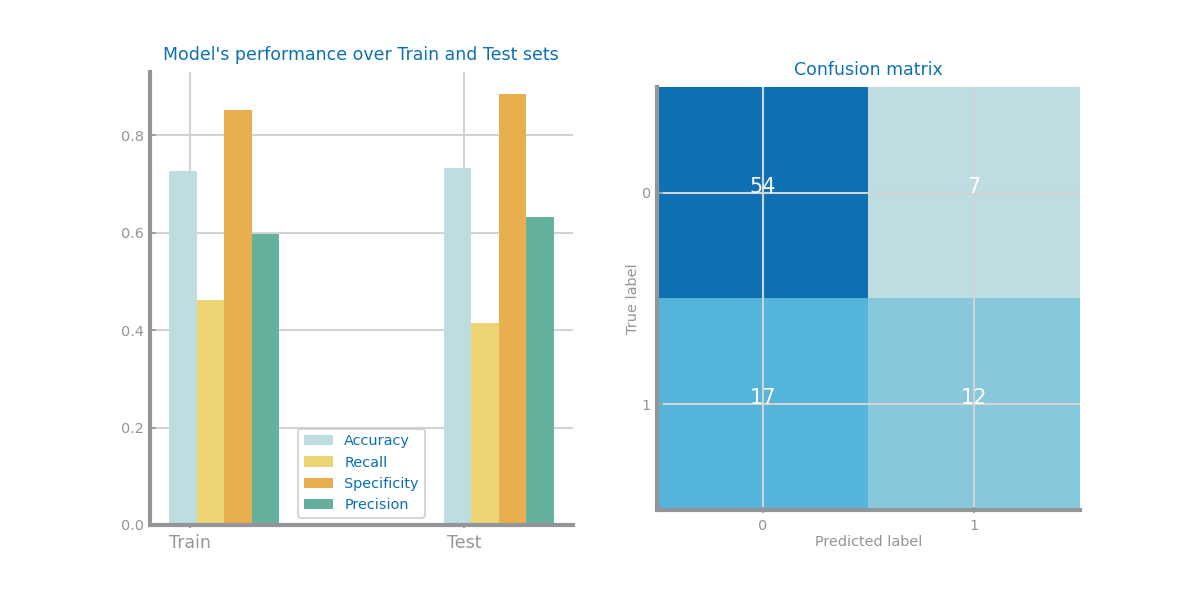 Model's performance over Train and Test sets
0.8
0.6
0.4
0.2
0.0
Train
Test
Accuracy
Recall
Specificity
Precision
Confusion matrix
True label
0
1
54
7
17
12
0
1
Predicted label